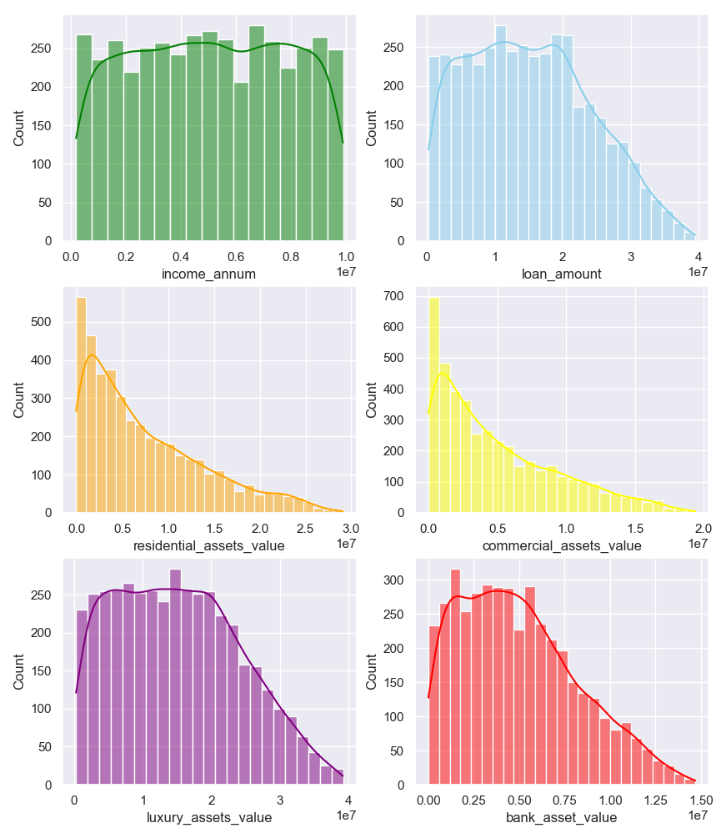 250
200
150
100
50
0
Count
0.0 0.2 0.4 0.6 0.8 1.0
income_annum
1e7
250
200
150
100
50
0
Count
0 1 2 3 4
loan_amount
1e7
500
400
300
200
100
0
Count
0.0 0.5 1.0 1.5 2.0 2.5 3.0
residential_assets_value
1e7
700
600
500
400
300
200
100
0
Count
0.0 0.5 1.0 1.5 2.0
commercial_assets_value
1e7
250
200
150
100
50
0
Count
0 1 2 3 4
luxury_assets_value
1e7
300
250
200
150
100
50
0
Count
0.00 0.25 0.50 0.75 1.00 1.25 1.50
bank_asset_value
1e7